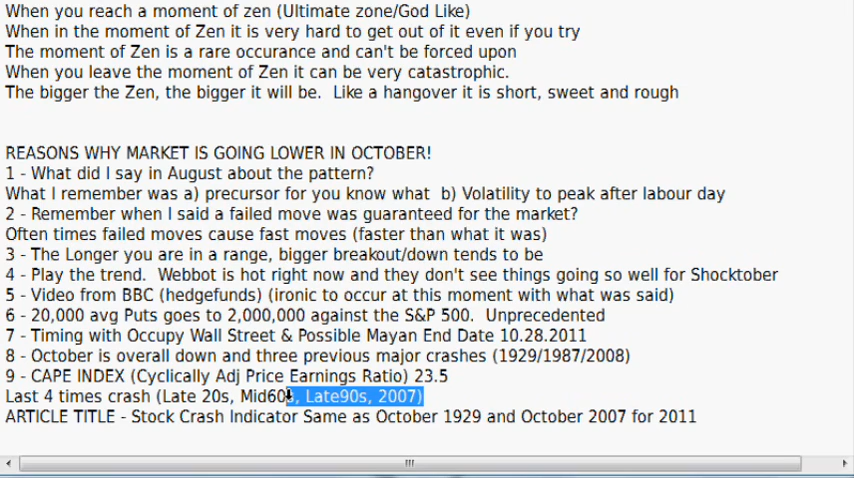 When you reach a moment of zen (Ultimate zone/God Like)
When in the moment of Zen it is very hard to get out of it even if you try
The moment of Zen is a rare occurance and can't be forced upon
When you leave the moment of Zen it can be very catastrophic.
The bigger the Zen, the bigger it will be.  Like a hangover it is short, sweet and rough
REASONS WHY MARKET IS GOING LOWER IN OCTOBER!
1 - What did I say in August about the pattern?
What I remember was a) precursor for you know what  b) Volatility to peak after labour day
2 - Remember when I said a failed move was guaranteed for the market?
Often times failed moves cause fast moves (faster than what it was)
3 - The Longer you are in a range, bigger breakout/down tends to be
4 - Play the trend.  Webbot is hot right now and they don't see things going so well for Shocktober
5 - Video from BBC (hedgefunds) (ironic to occur at this moment with what was said)
6 - 20,000 avg Puts goes to 2,000,000 against the S&P 500.  Unprecedented
7 - Timing with Occupy Wall Street & Possible Mayan End Date 10.28.2011
8 - October is overall down and three previous major crashes (1929/1987/2008)
9 - CAPE INDEX (Cyclically Adj Price Earnings Ratio) 23.5
Last 4 times crash (Late 20s, Mid60s, Late90s, 2007)
ARTICLE TITLE - Stock Crash Indicator Same as October 1929 and October 2007 for 2011